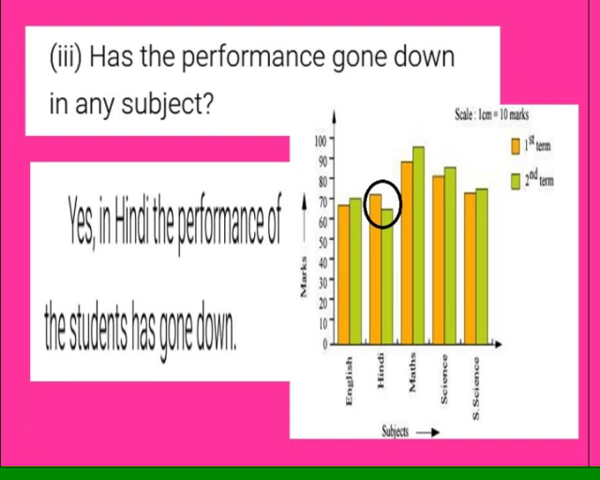 (iii) Has the performance gone down
in any subject?
Yes, in Hindi the performance of
the students has gone down.
Scale : 1cm = 10 marks
1st term
2nd term
100
90
80
70
60
50
40
30
20
10
0
Marks
English
Hindi
Maths
Science
S.Science
Subjects